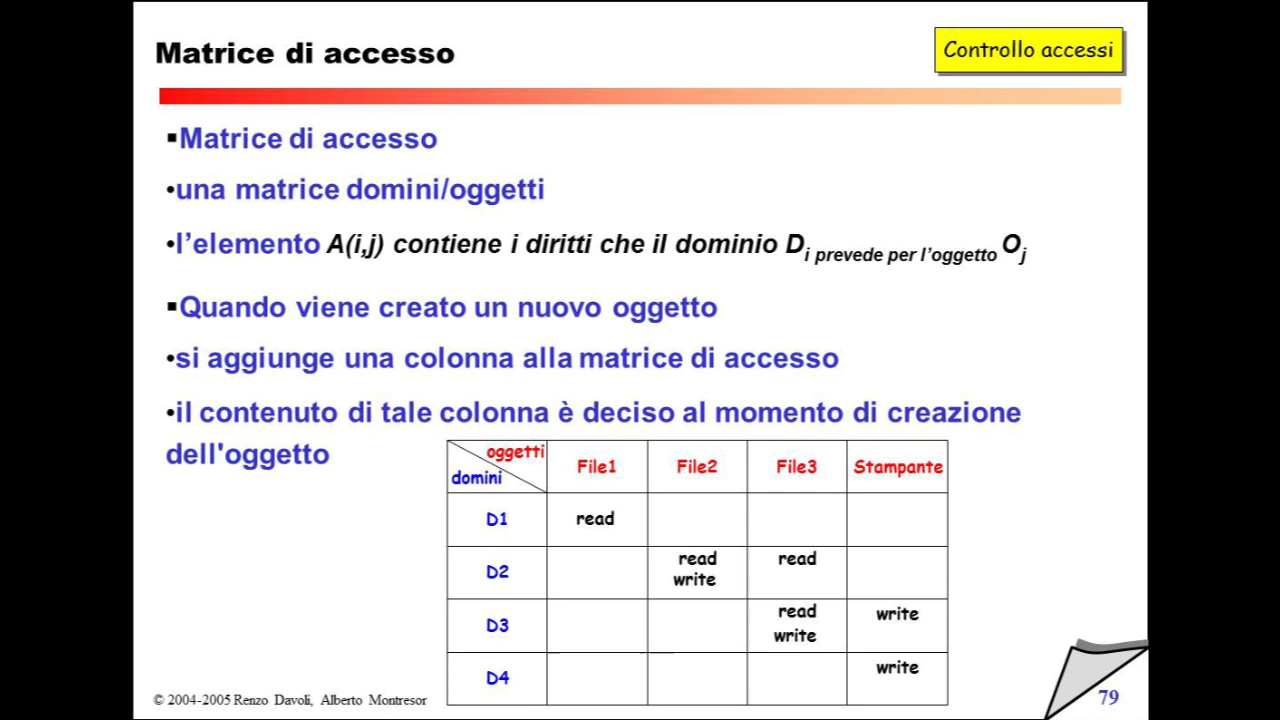 Matrice di accesso
Controllo accessi
▪Matrice di accesso
•una matrice domini/oggetti
•l’elemento A(i,j) contiene i diritti che il dominio Di prevede per l’oggetto Oj
▪Quando viene creato un nuovo oggetto
•si aggiunge una colonna alla matrice di accesso
•il contenuto di tale colonna è deciso al momento di creazione
dell'oggetto
oggetti
domini
File1 File2 File3 Stampante
D1 read
D2 read write read
D3 read write write
D4 write
© 2004-2005 Renzo Davoli, Alberto Montresor
79